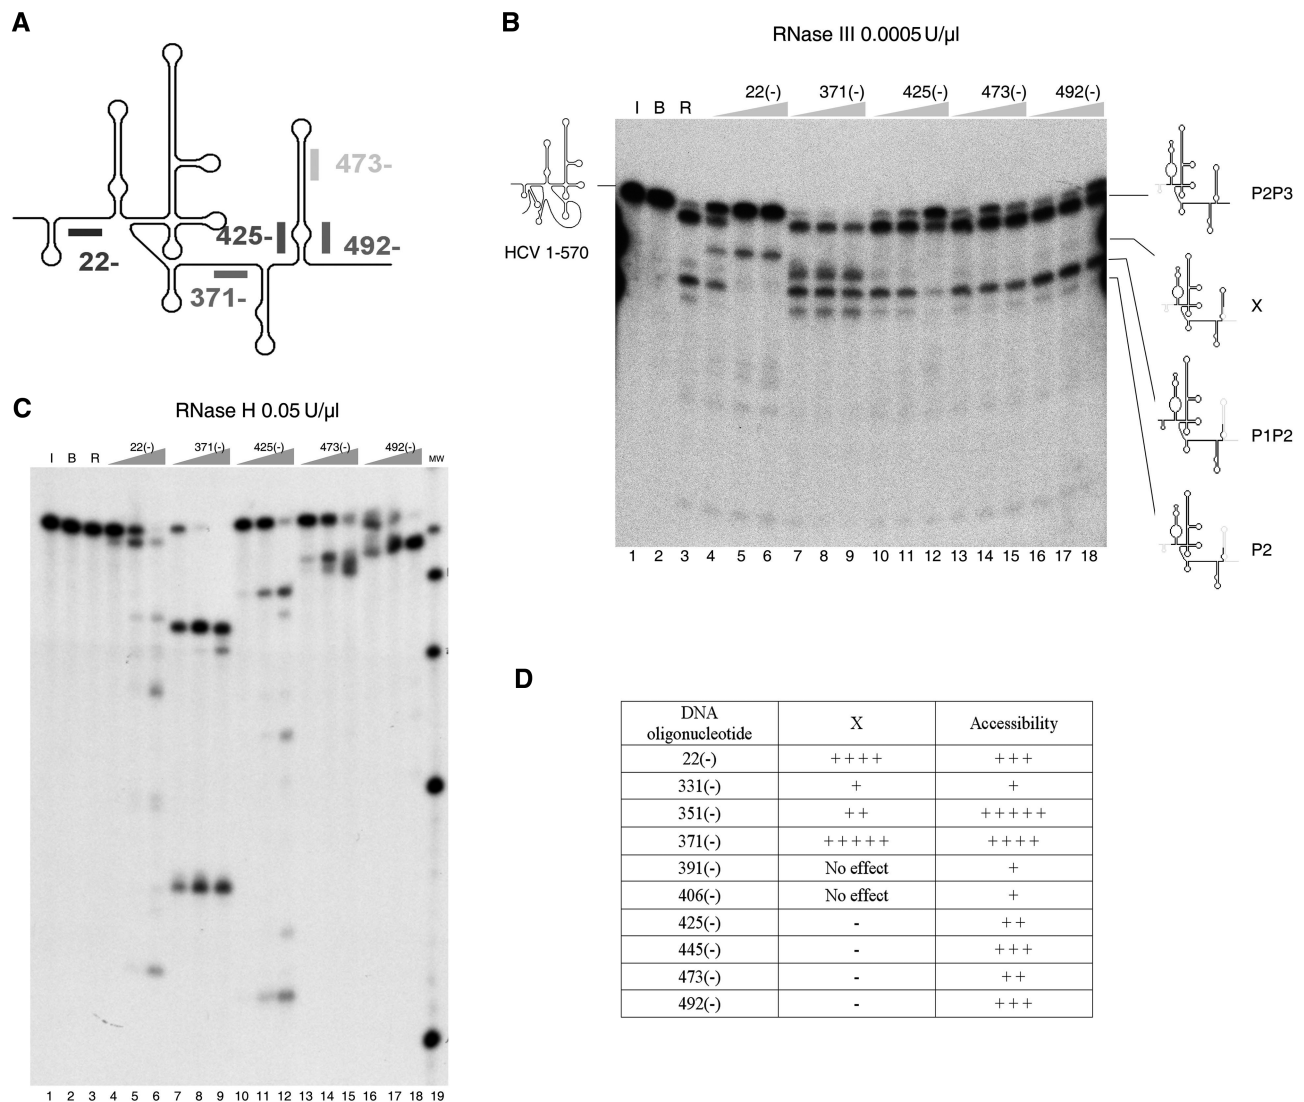 A
473-
425-
492-
22-
371-
B
RNase III 0.0005 U/µl
22(-) 371(-) 425(-) 473(-) 492(-)
I B R
HCV 1-570
P2P3
X
P1P2
P2
1 2 3 4 5 6 7 8 9 10 11 12 13 14 15 16 17 18
C
RNase H 0.05 U/µl
22(-) 371(-) 425(-) 473(-) 492(-)
I B R MW
1 2 3 4 5 6 7 8 9 10 11 12 13 14 15 16 17 18 19
D
DNA
oligonucleotide X Accessibility
22(-) ++++ +++
331(-) + +
351(-) ++ +++++
371(-) +++++ ++++
391(-) No effect +
406(-) No effect +
425(-) - ++
445(-) - +++
473(-) - ++
492(-) - +++